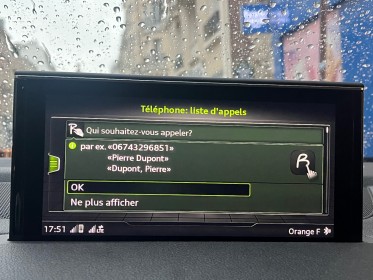 Téléphone: liste d'appels
Qui souhaitez-vous appeler?
par ex. «06743296851»
«Pierre Dupont»
«Dupont, Pierre»
OK
Ne plus afficher
17:51
Orange F